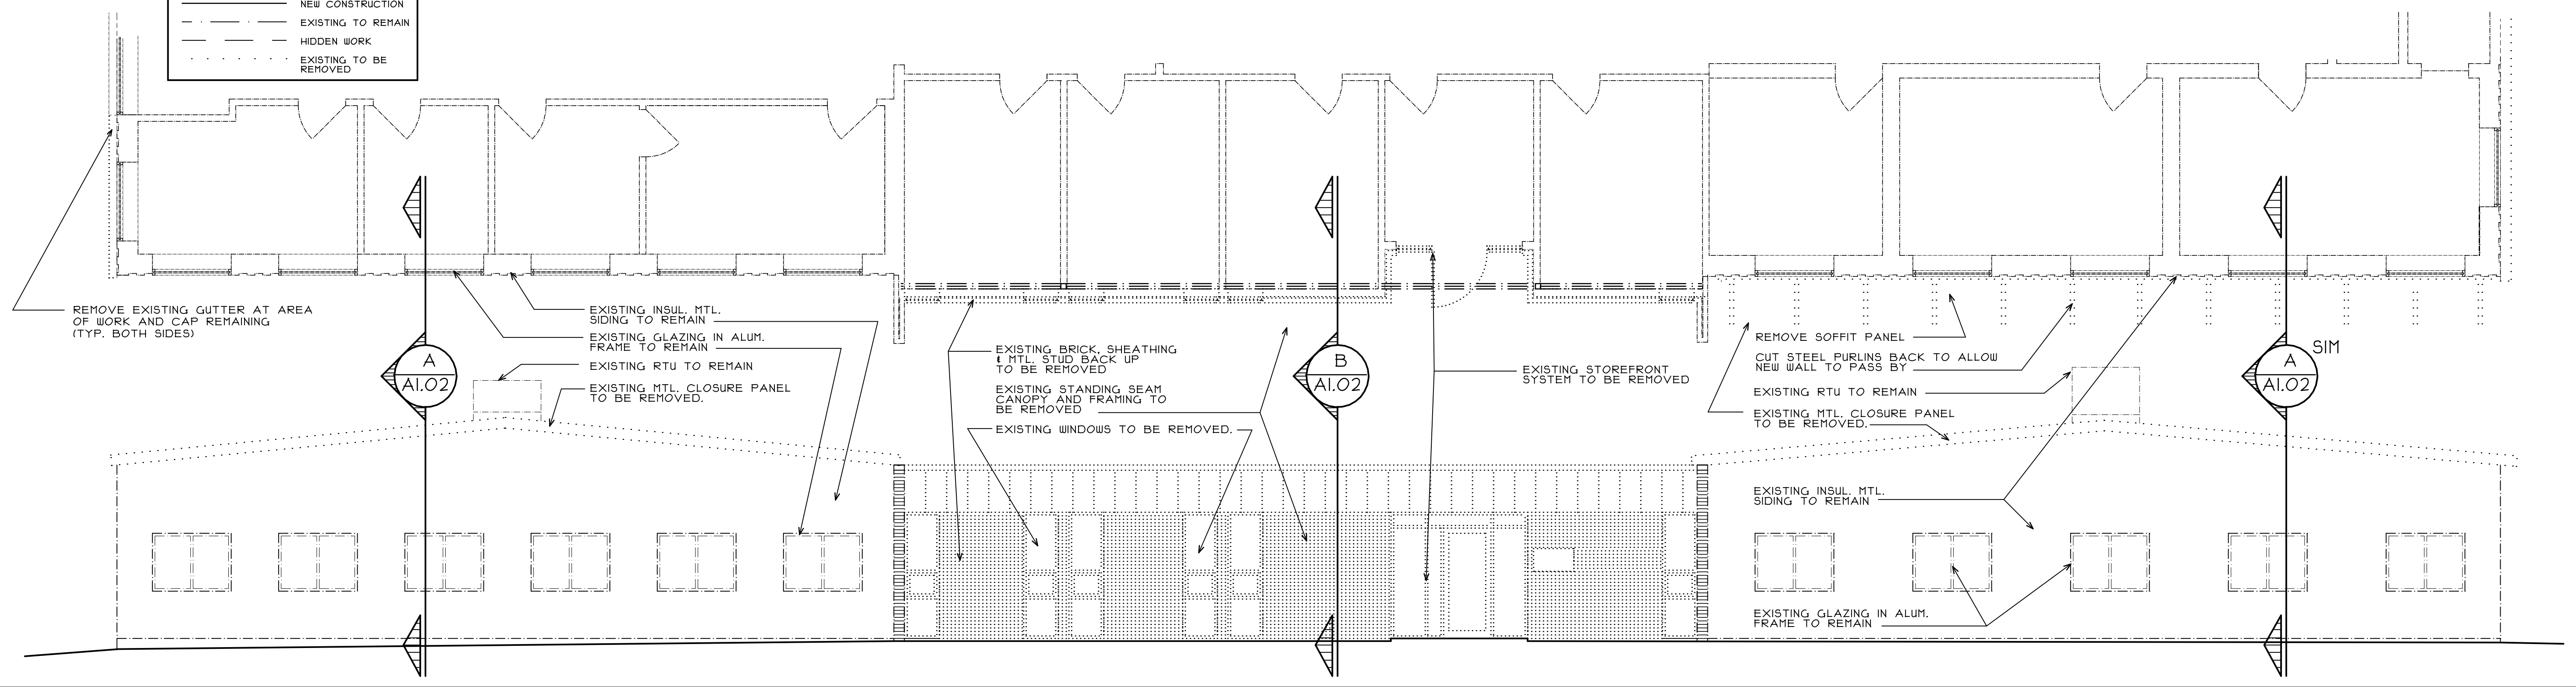 NEW CONSTRUCTION
EXISTING TO REMAIN
HIDDEN WORK
EXISTING TO BE
REMOVED
REMOVE EXISTING GUTTER AT AREA
OF WORK AND CAP REMAINING
(TYP. BOTH SIDES)
EXISTING INSUL. MTL.
SIDING TO REMAIN
EXISTING GLAZING IN ALUM.
FRAME TO REMAIN
EXISTING RTU TO REMAIN
EXISTING MTL. CLOSURE PANEL
TO BE REMOVED.
A
A1.02
EXISTING BRICK, SHEATHING
& MTL. STUD BACK UP
TO BE REMOVED
EXISTING STANDING SEAM
CANOPY AND FRAMING TO
BE REMOVED
EXISTING WINDOWS TO BE REMOVED.
B
A1.02
EXISTING STOREFRONT
SYSTEM TO BE REMOVED
REMOVE SOFFIT PANEL
CUT STEEL PURLINS BACK TO ALLOW
NEW WALL TO PASS BY
EXISTING RTU TO REMAIN
EXISTING MTL. CLOSURE PANEL
TO BE REMOVED.
EXISTING INSUL. MTL.
SIDING TO REMAIN
EXISTING GLAZING IN ALUM.
FRAME TO REMAIN
SIM
A
A1.02